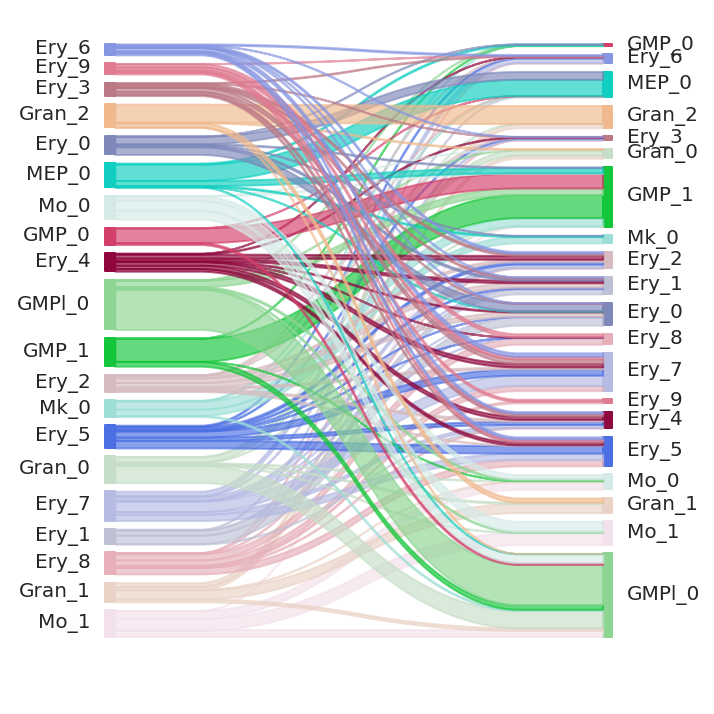 Ery_6
Ery_9
Ery_3
Gran_2
Ery_0
MEP_0
Mo_0
GMP_0
Ery_4
GMPl_0
GMP_1
Ery_2
Mk_0
Ery_5
Gran_0
Ery_7
Ery_1
Ery_8
Gran_1
Mo_1
GMP_0
Ery_6
MEP_0
Gran_2
Ery_3
Gran_0
GMP_1
Mk_0
Ery_2
Ery_1
Ery_0
Ery_8
Ery_7
Ery_9
Ery_4
Ery_5
Mo_0
Gran_1
Mo_1
GMPl_0